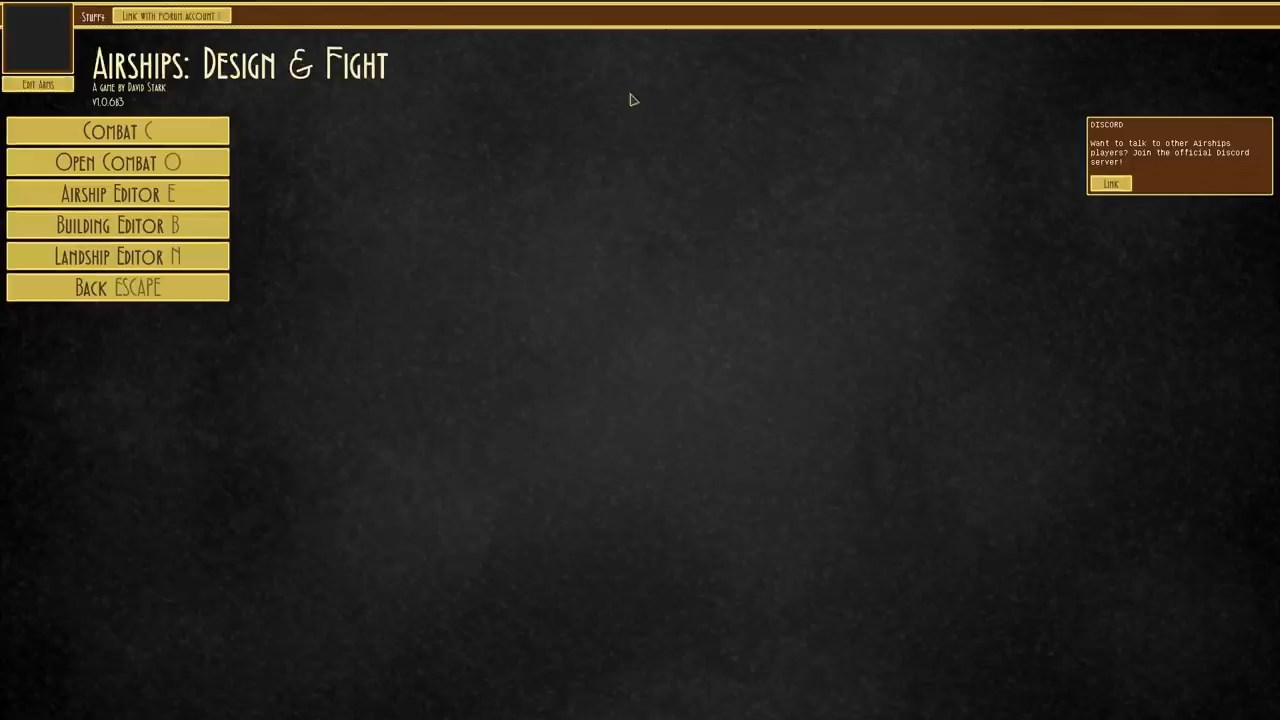 Stuff+
Link with forum account
Edit Arms
Airships: Design & Fight
A game by David Stark
v1.0.6b3
Combat C
Open Combat O
Airship Editor E
Building Editor B
Landship Editor N
Back ESCAPE
DISCORD
Want to talk to other Airships
players? Join the official Discord
server!
Link